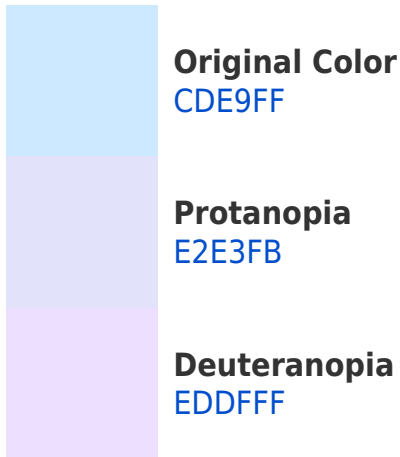 Original Color
CDE9FF
Protanopia
E2E3FB
Deuteranopia
EDDFFF